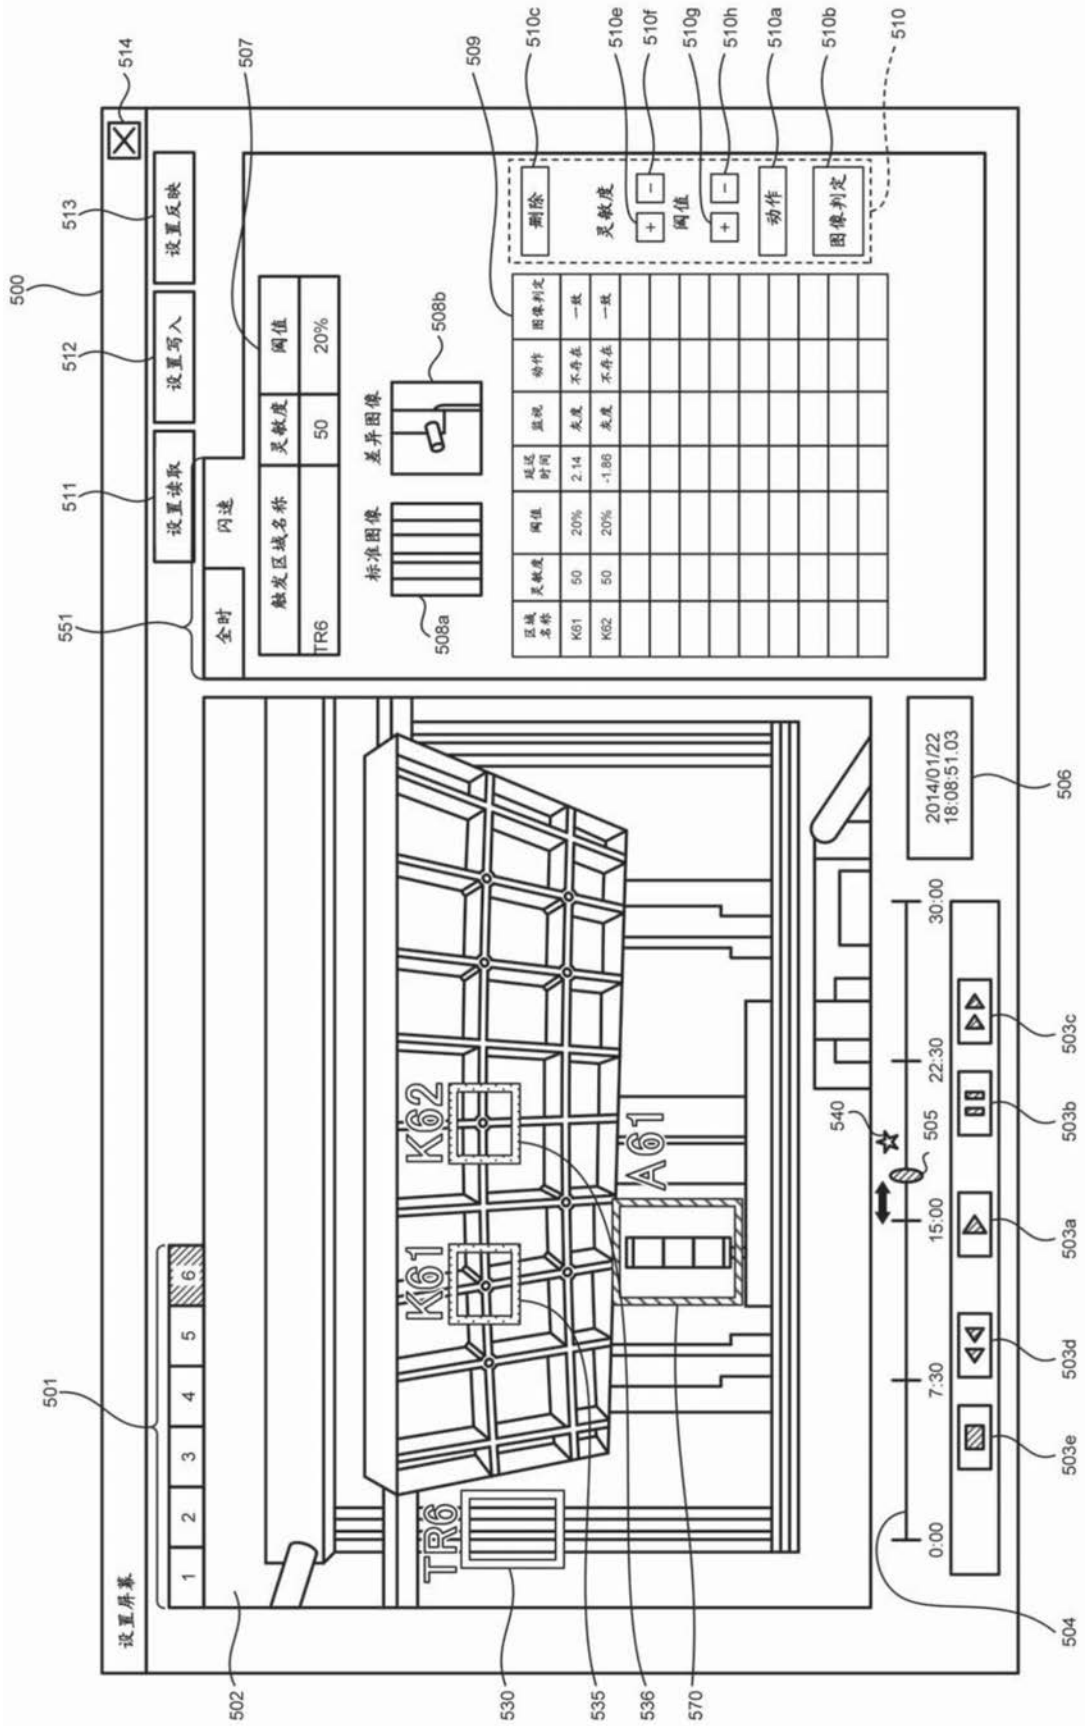 500
514
设置屏幕
501
1
2
3
4
5
6
551
511
512
513
设置读取
设置写入
设置反映
全时
闪速
507
触发区域名称
灵敏度
阈值
TR6
50
20%
标准图像
差异图像
508a
508b
509
区域名称
灵敏度
阈值
延迟时间
监视
动作
图像判定
K61
50
20%
2.14
灰度
不存在
一致
K62
50
20%
-1.86
灰度
不存在
一致
删除
灵敏度
+
-
阈值
+
-
动作
图像判定
510c
510e
510f
510g
510h
510a
510b
510
502
TR6
K61
K62
A61
530
535
536
570
540
505
0:00
7:30
15:00
22:30
30:00
2014/01/22
18:08:51.03
506
504
503e
503d
503a
503b
503c